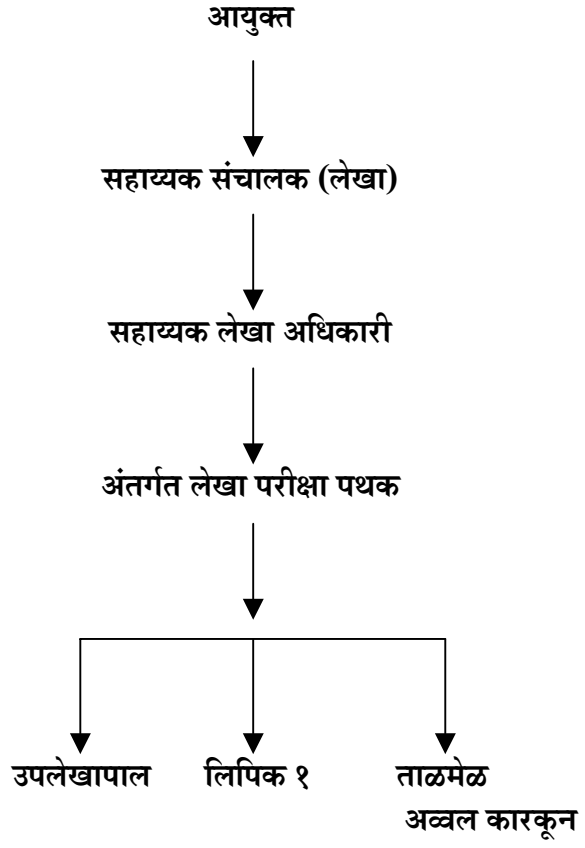 आयुक्त
सहाय्यक संचालक (लेखा)
सहाय्यक लेखा अधिकारी
अंतर्गत लेखा परीक्षा पथक
उपलेखापाल लिपिक १ ताळमेळ
अव्वल कारकून